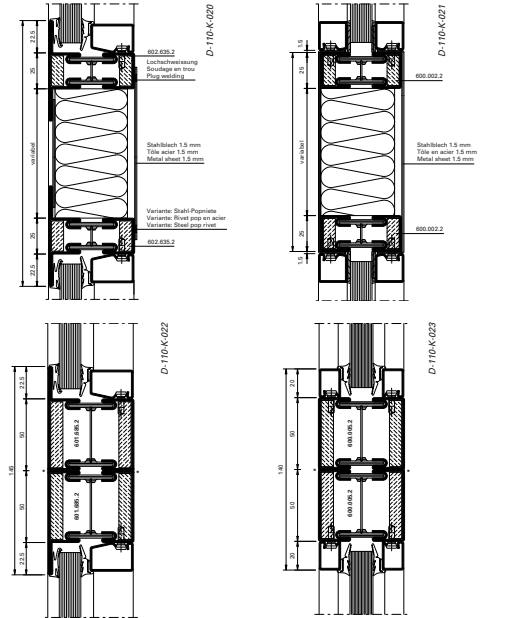 D-110-K-020
22.5
25
variabel
25
22.5
602.635.2
Lochschweissung
Soudage en trou
Plug welding
Stahlblech 1.5 mm
Tôle acier 1.5 mm
Metal sheet 1.5 mm
Variante: Stahl-Popniete
Variante: Rivet pop en acier
Variante: Steel pop rivet
602.635.2
D-110-K-021
1.5
25
variabel
25
1.5
600.002.2
Stahlblech 1.5 mm
Tôle en acier 1.5 mm
Metal sheet 1.5 mm
600.002.2
D-110-K-022
22.5
50
145
50
22.5
601.685.2
601.685.2
D-110-K-023
20
50
140
50
20
600.005.2
600.005.2